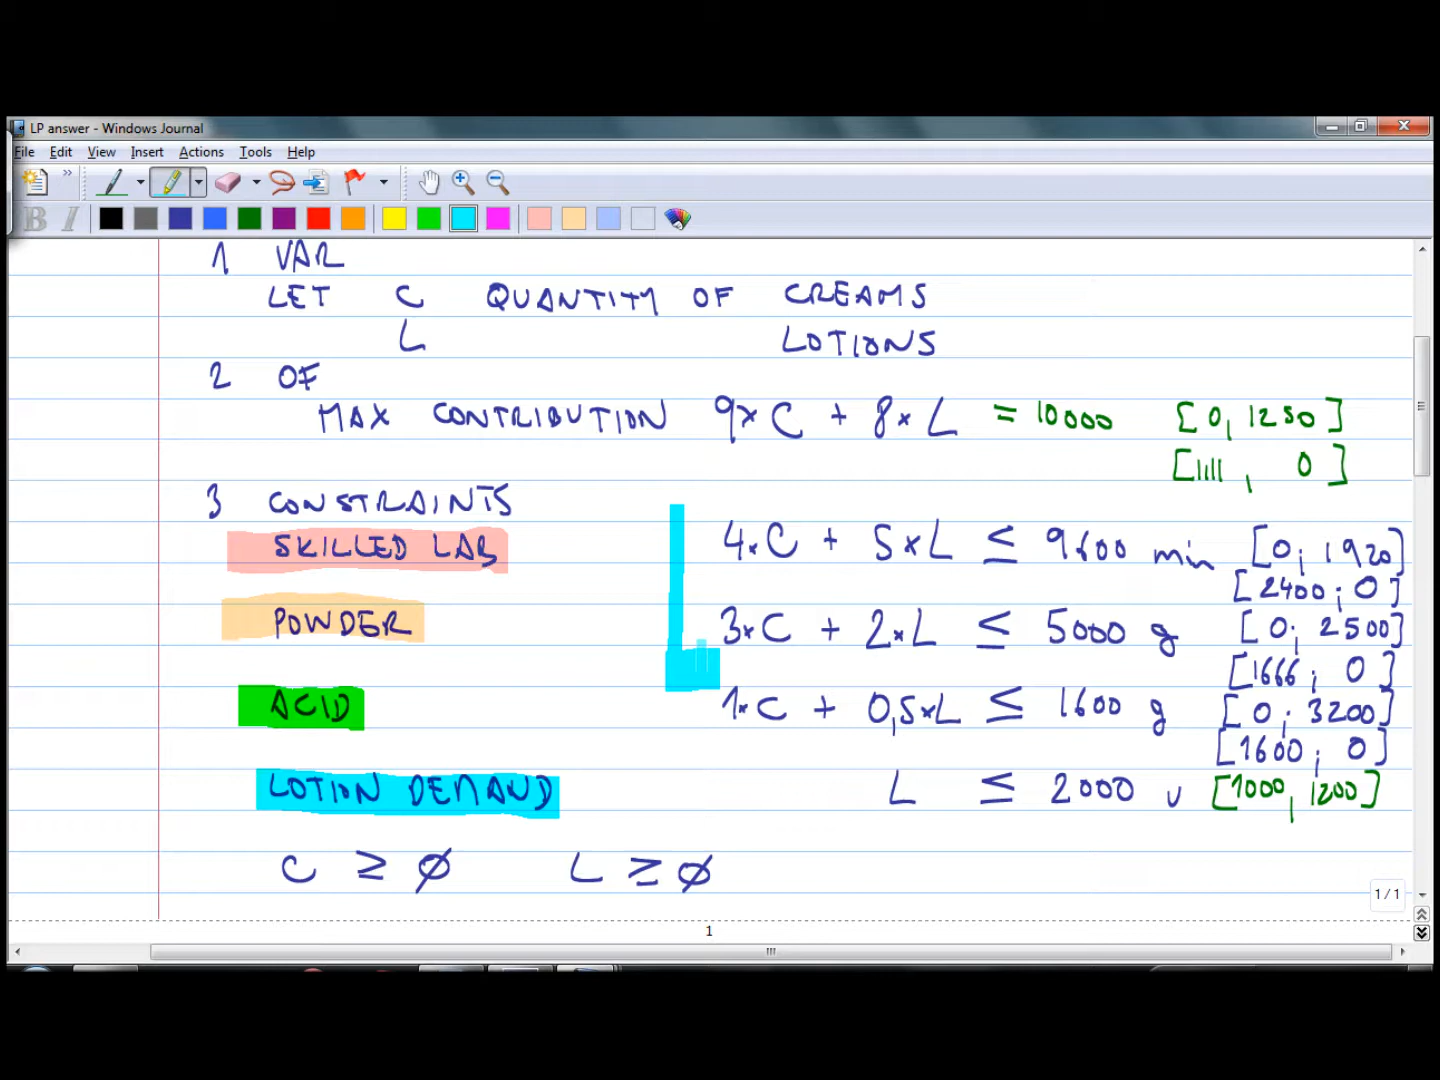 LP answer - Windows Journal
File Edit View Insert Actions Tools Help
B I
1 VAR
LET C QUANTITY OF CREAMS
L LOTIONS
2 OF
MAX CONTRIBUTION 9×C + 8×L = 10000 [0, 1250]
[1111, 0]
3 CONSTRAINTS
SKILLED LAB 4×C + 5×L ≤ 9600 min [0; 1920]
[2400; 0]
POWDER 3×C + 2×L ≤ 5000 g [0; 2500]
[1666; 0]
ACID 1×C + 0,5×L ≤ 1600 g [0; 3200]
[1600; 0]
LOTION DEMAND L ≤ 2000 u [1000, 1200]
C ≥ Ø L ≥ Ø
1 / 1
1